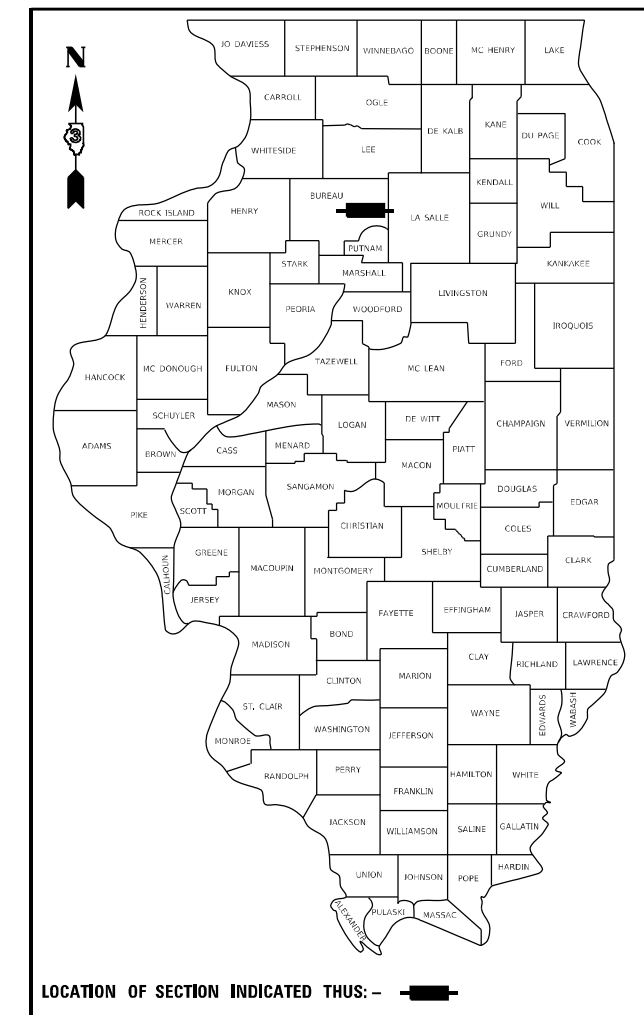 JO DAVIESS
STEPHENSON
WINNEBAGO
BOONE
MC HENRY
LAKE
N
CARROLL
OGLE
DE KALB
KANE
DU PAGE
COOK
3
WHITESIDE
LEE
KENDALL
BUREAU
WILL
ROCK ISLAND
HENRY
LA SALLE
GRUNDY
MERCER
PUTNAM
STARK
KANKAKEE
MARSHALL
HENDERSON
WARREN
KNOX
LIVINGSTON
PEORIA
WOODFORD
IROQUOIS
TAZEWELL
FORD
HANCOCK
MC DONOUGH
FULTON
MC LEAN
MASON
SCHUYLER
DE WITT
LOGAN
CHAMPAIGN
VERMILION
ADAMS
BROWN
CASS
MENARD
PIATT
MACON
SANGAMON
DOUGLAS
MORGAN
MOULTRIE
EDGAR
PIKE
SCOTT
CHRISTIAN
COLES
GREENE
SHELBY
CALHOUN
MACOUPIN
MONTGOMERY
CUMBERLAND
CLARK
JERSEY
FAYETTE
EFFINGHAM
JASPER
CRAWFORD
BOND
MADISON
CLAY
RICHLAND
LAWRENCE
CLINTON
MARION
ST. CLAIR
WAYNE
EDWARDS
WABASH
WASHINGTON
JEFFERSON
MONROE
RANDOLPH
PERRY
HAMILTON
WHITE
FRANKLIN
JACKSON
WILLIAMSON
SALINE
GALLATIN
HARDIN
UNION
JOHNSON
POPE
ALEXANDER
PULASKI
MASSAC
LOCATION OF SECTION INDICATED THUS: –